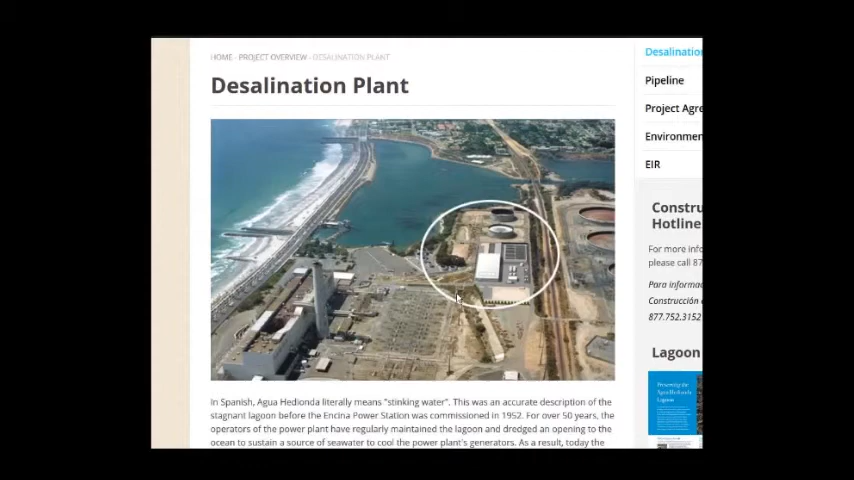 HOME - PROJECT OVERVIEW - DESALINATION PLANT
Desalination Plant
In Spanish, Agua Hedionda literally means "stinking water". This was an accurate description of the
stagnant lagoon before the Encina Power Station was commissioned in 1952. For over 50 years, the
operators of the power plant have regularly maintained the lagoon and dredged an opening to the
ocean to sustain a source of seawater to cool the power plant's generators. As a result, today the
Desalinatio
Pipeline
Project Agre
Environmen
EIR
Constru
Hotline
For more info
please call 87
Para informac
Construcción
877.752.3152
Lagoon